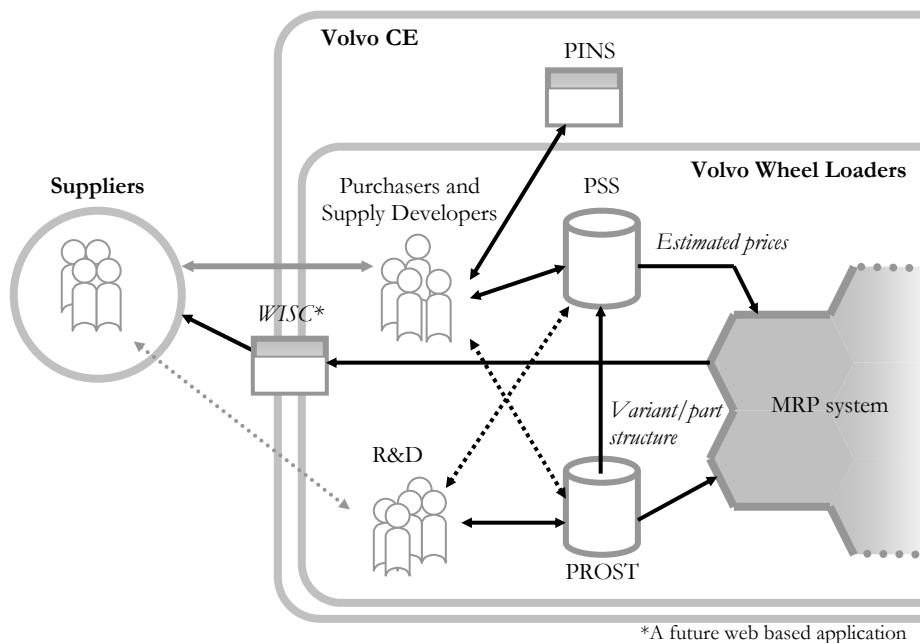 Volvo CE
PINS
Volvo Wheel Loaders
Suppliers
Purchasers and
Supply Developers
PSS
Estimated prices
WISC*
MRP system
Variant/part
structure
R&D
PROST
*A future web based application